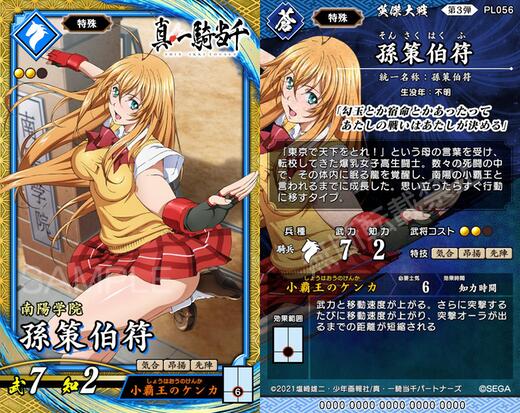 特殊
真・一騎当千
SHIN IKKI TOUSEN
南陽学院
SAMPLE
南陽学院
孫策伯符
気合 昂揚 先陣
武7 知2
しょうはおうのけんか
小覇王のケンカ
6
蒼
特殊
英傑大戦
第3弾
PL056
そん さく はく ふ
孫策伯符
統一名称：孫策伯符
生没年：不明
「勾玉とか宿命とかあったって
あたしの戦いはあたしが決める」
「東京で天下をとれ！」という母の言葉を受け、
転校してきた爆乳女子高生闘士。数々の死闘の中
で、その体内に眠る龍を覚醒し、南陽の小覇王と
言われるまでに成長した。思い立ったらすぐ行動
に移すタイプ。
兵種 武力 知力 武将コスト
騎兵 7 2 特技 気合 昂揚 先陣
しょうはおうのけんか
小覇王のケンカ
必要士気
6
効果時間
知力時間
効果範囲
武力と移動速度が上がる。さらに突撃する
たびに移動速度が上がり、突撃オーラが出
るまでの距離が短縮される
©2021塩崎雄二・少年画報社/真・一騎当千パートナーズ
©SEGA
0000 0000 0000 0000 0000